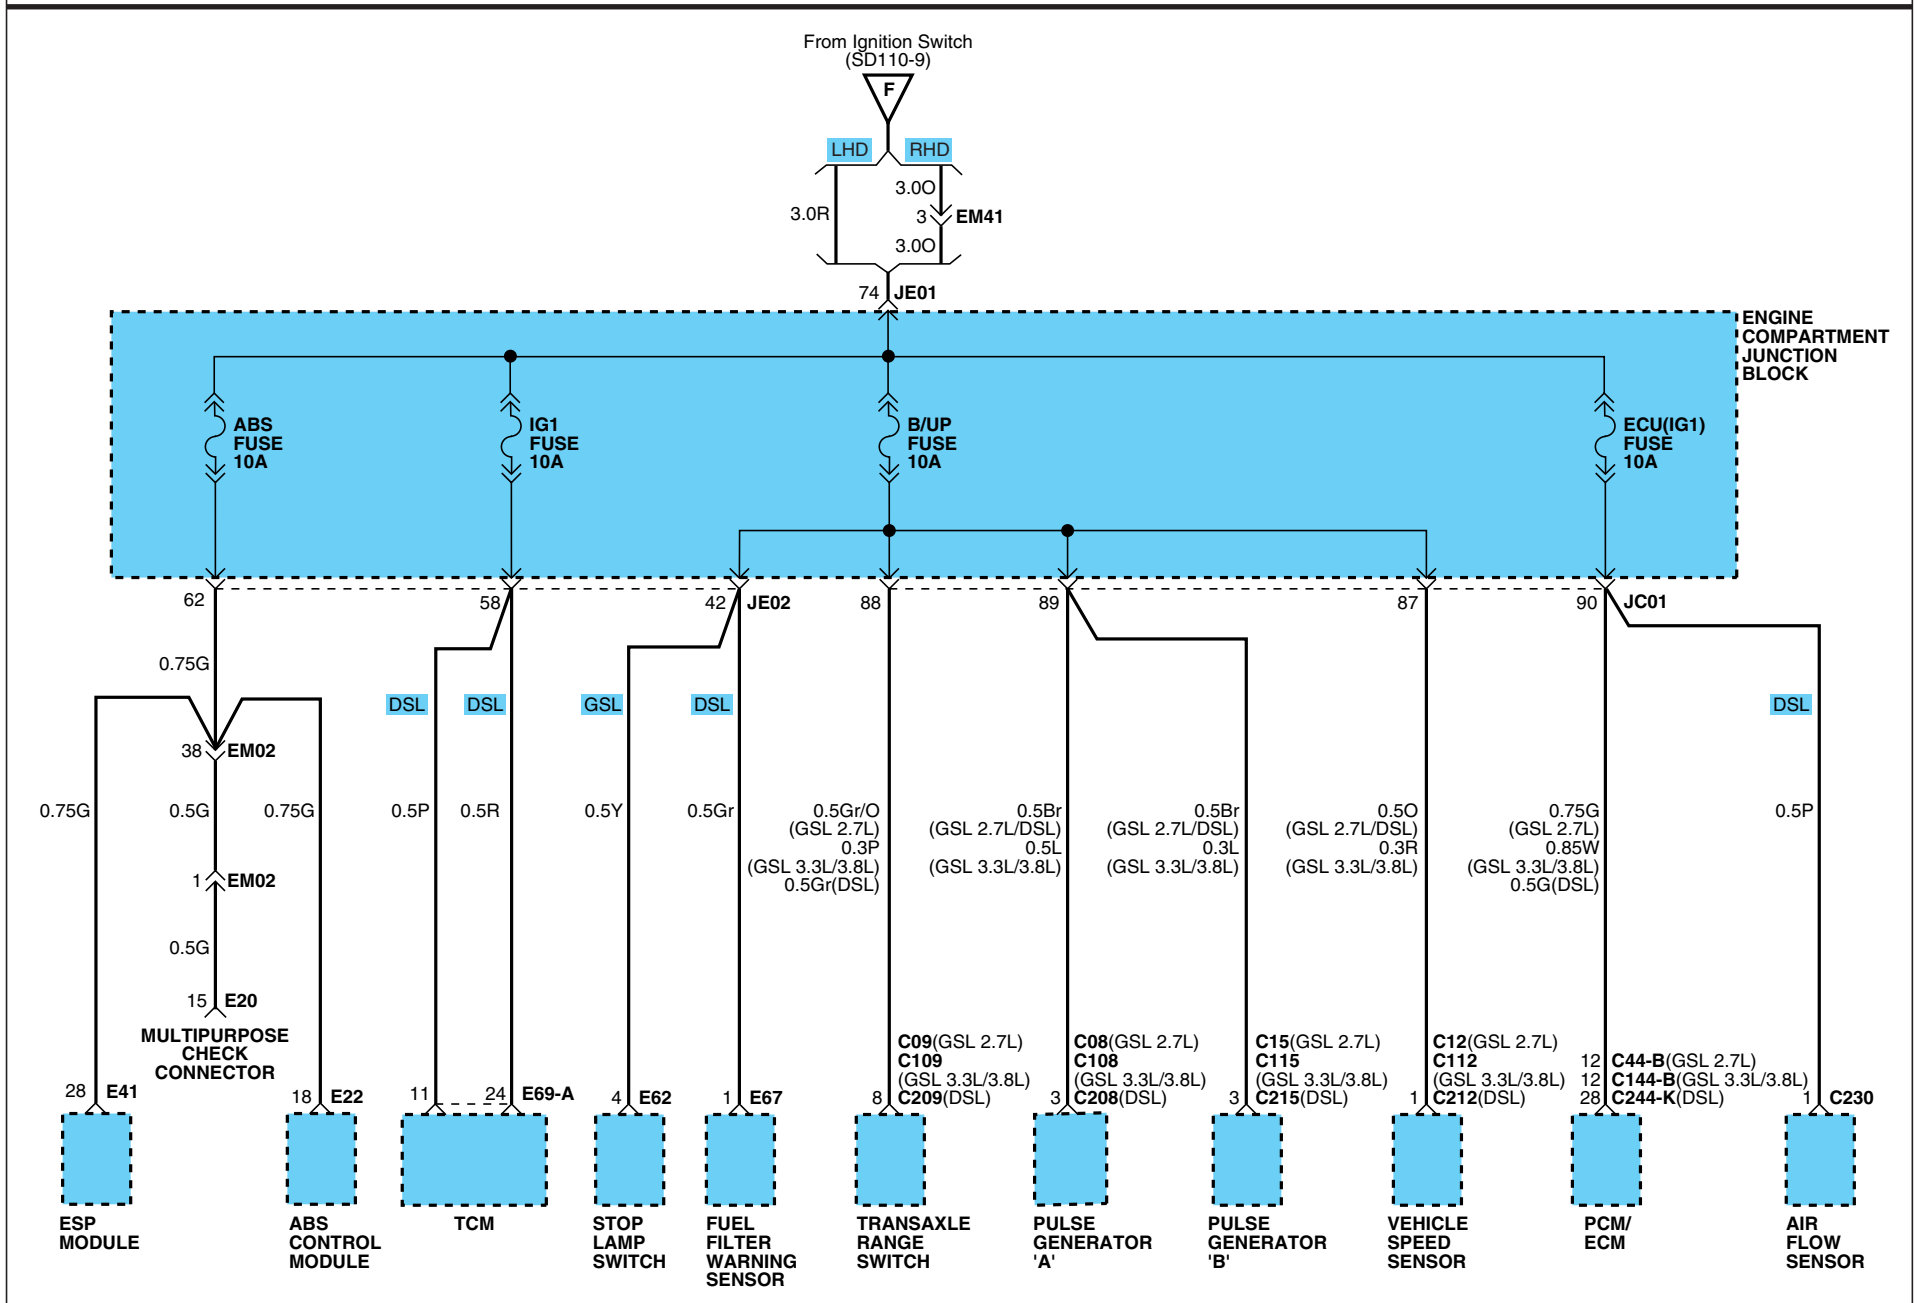 From Ignition Switch
(SD110-9)
F
LHD
RHD
3.0R
3.0O
3
EM41
3.0O
74
JE01
ENGINE
COMPARTMENT
JUNCTION
BLOCK
ABS
FUSE
10A
IG1
FUSE
10A
B/UP
FUSE
10A
ECU(IG1)
FUSE
10A
62
58
42
JE02
88
89
87
90
JC01
0.75G
DSL
DSL
GSL
DSL
DSL
38
EM02
0.75G
0.5G
0.75G
0.5P
0.5R
0.5Y
0.5Gr
0.5Gr/O
(GSL 2.7L)
0.3P
(GSL 3.3L/3.8L)
0.5Gr(DSL)
0.5Br
(GSL 2.7L/DSL)
0.5L
(GSL 3.3L/3.8L)
0.5Br
(GSL 2.7L/DSL)
0.3L
(GSL 3.3L/3.8L)
0.5O
(GSL 2.7L/DSL)
0.3R
(GSL 3.3L/3.8L)
0.75G
(GSL 2.7L)
0.85W
(GSL 3.3L/3.8L)
0.5G(DSL)
0.5P
1
EM02
0.5G
15
E20
MULTIPURPOSE
CHECK
CONNECTOR
28
E41
18
E22
11
24
E69-A
4
E62
1
E67
C09(GSL 2.7L)
C109
(GSL 3.3L/3.8L)
8
C209(DSL)
C08(GSL 2.7L)
C108
(GSL 3.3L/3.8L)
3
C208(DSL)
C15(GSL 2.7L)
C115
(GSL 3.3L/3.8L)
3
C215(DSL)
C12(GSL 2.7L)
C112
(GSL 3.3L/3.8L)
1
C212(DSL)
12
C44-B(GSL 2.7L)
12
C144-B(GSL 3.3L/3.8L)
28
C244-K(DSL)
1
C230
ESP
MODULE
ABS
CONTROL
MODULE
TCM
STOP
LAMP
SWITCH
FUEL
FILTER
WARNING
SENSOR
TRANSAXLE
RANGE
SWITCH
PULSE
GENERATOR
'A'
PULSE
GENERATOR
'B'
VEHICLE
SPEED
SENSOR
PCM/
ECM
AIR
FLOW
SENSOR